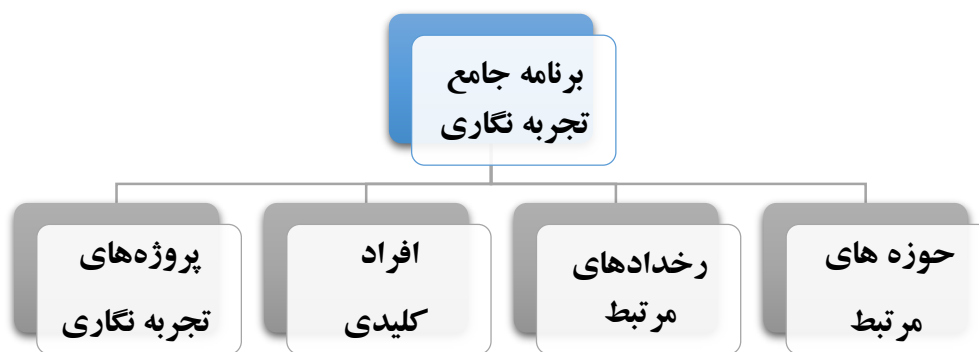 برنامه جامع
تجربه نگاری
حوزه های
مرتبط
رخدادهای
مرتبط
افراد
کلیدی
پروژه‌های
تجربه نگاری